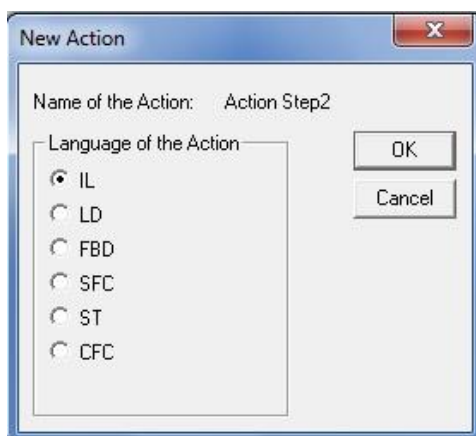 New Action
Name of the Action: Action Step2
Language of the Action
OK
IL
Cancel
LD
FBD
SFC
ST
CFC